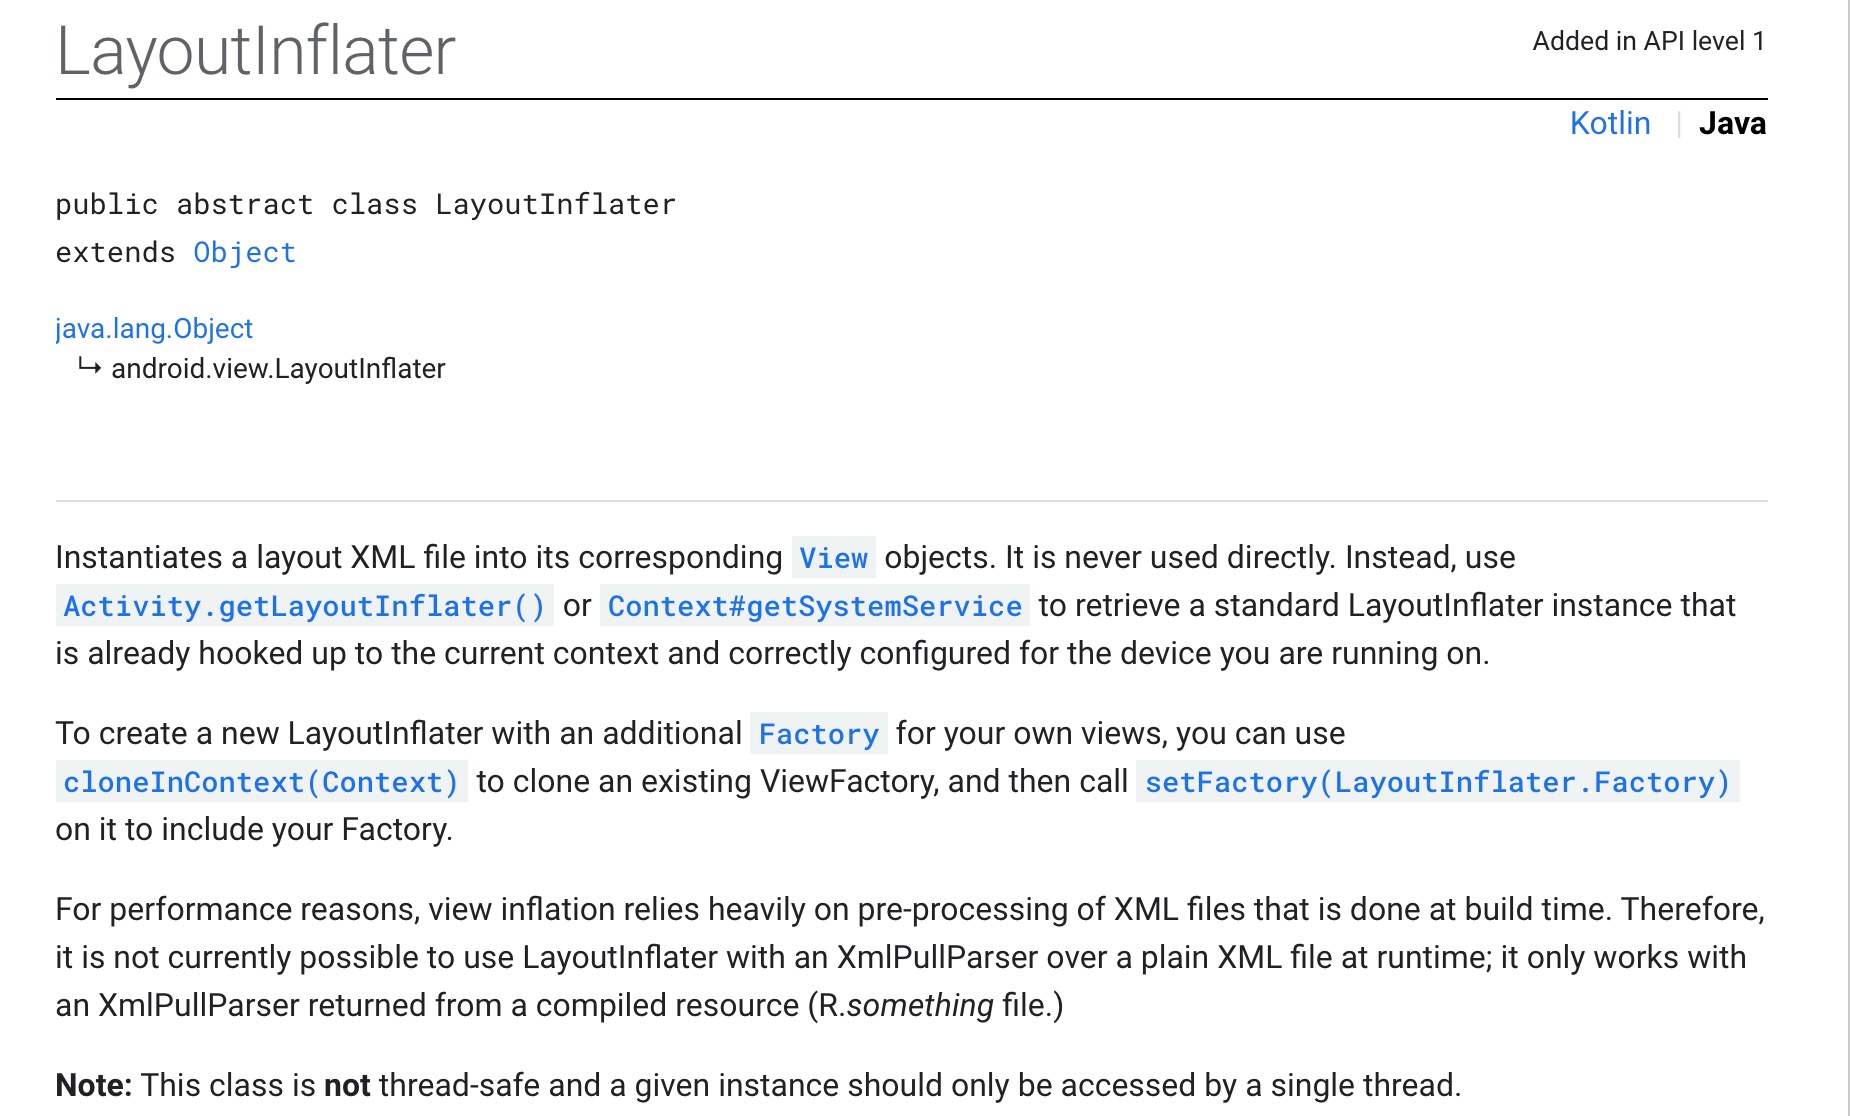 LayoutInflater
Added in API level 1
Kotlin | Java
public abstract class LayoutInflater
extends Object
java.lang.Object
↳ android.view.LayoutInflater
Instantiates a layout XML file into its corresponding View objects. It is never used directly. Instead, use
Activity.getLayoutInflater() or Context#getSystemService to retrieve a standard LayoutInflater instance that
is already hooked up to the current context and correctly configured for the device you are running on.
To create a new LayoutInflater with an additional Factory for your own views, you can use
cloneInContext(Context) to clone an existing ViewFactory, and then call setFactory(LayoutInflater.Factory)
on it to include your Factory.
For performance reasons, view inflation relies heavily on pre-processing of XML files that is done at build time. Therefore,
it is not currently possible to use LayoutInflater with an XmlPullParser over a plain XML file at runtime; it only works with
an XmlPullParser returned from a compiled resource (R.something file.)
Note: This class is not thread-safe and a given instance should only be accessed by a single thread.